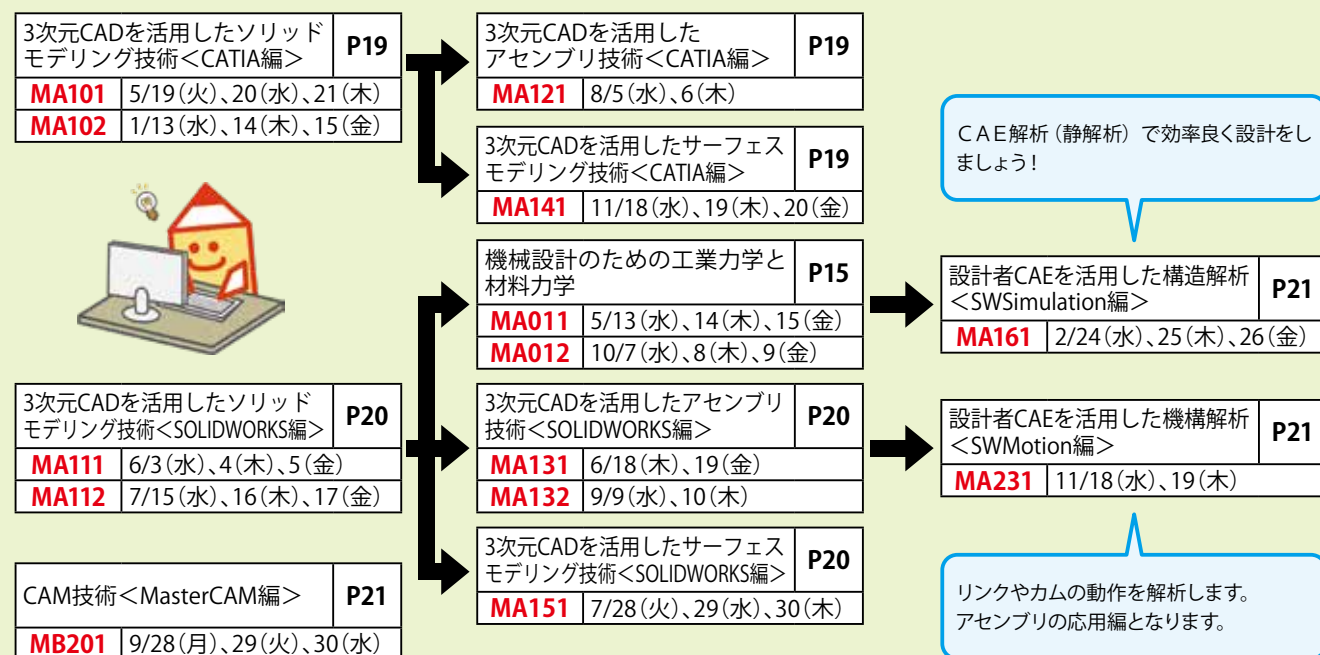 3次元CADを活用したソリッド
モデリング技術＜CATIA編＞
P19
MA101 5/19（火）、20（水）、21（木）
MA102 1/13（水）、14（木）、15（金）
3次元CADを活用した
アセンブリ技術＜CATIA編＞
P19
MA121 8/5（水）、6（木）
3次元CADを活用したサーフェス
モデリング技術＜CATIA編＞
P19
MA141 11/18（水）、19（木）、20（金）
ＣＡＥ解析（静解析）で効率良く設計をし
ましょう！
機械設計のための工業力学と
材料力学
P15
MA011 5/13（水）、14（木）、15（金）
MA012 10/7（水）、8（木）、9（金）
設計者CAEを活用した構造解析
＜SWSimulation編＞
P21
MA161 2/24（水）、25（木）、26（金）
3次元CADを活用したソリッド
モデリング技術＜SOLIDWORKS編＞
P20
MA111 6/3（水）、4（木）、5（金）
MA112 7/15（水）、16（木）、17（金）
3次元CADを活用したアセンブリ
技術＜SOLIDWORKS編＞
P20
MA131 6/18（木）、19（金）
MA132 9/9（水）、10（木）
設計者CAEを活用した機構解析
＜SWMotion編＞
P21
MA231 11/18（水）、19（木）
3次元CADを活用したサーフェス
モデリング技術＜SOLIDWORKS編＞
P20
MA151 7/28（火）、29（水）、30（木）
リンクやカムの動作を解析します。
アセンブリの応用編となります。
CAM技術＜MasterCAM編＞
P21
MB201 9/28（月）、29（火）、30（水）